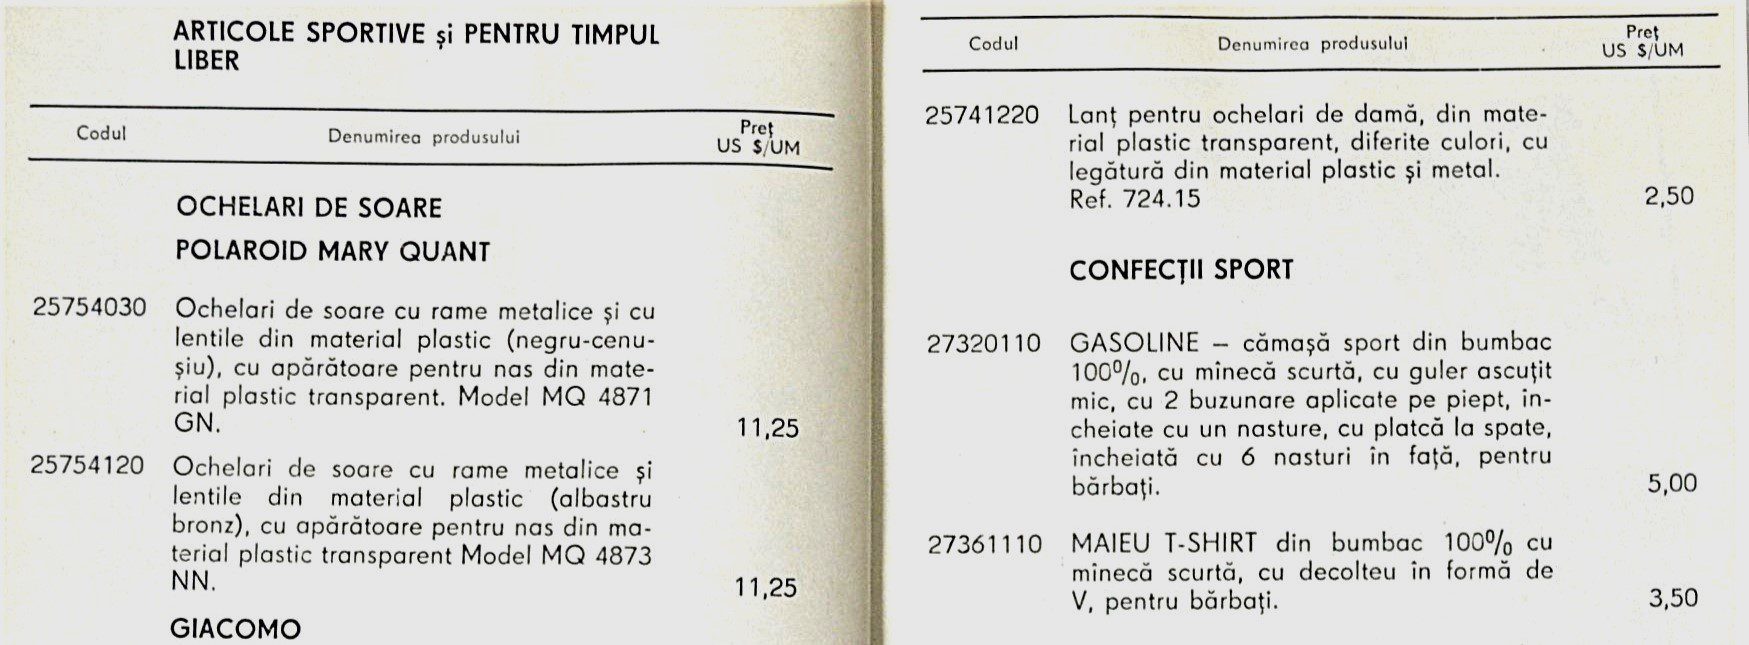 ARTICOLE SPORTIVE și PENTRU TIMPUL
LIBER
Codul Denumirea produsului Preț
US $/UM
OCHELARI DE SOARE
POLAROID MARY QUANT
25754030 Ochelari de soare cu rame metalice și cu
lentile din material plastic (negru-cenu-
șiu), cu apărătoare pentru nas din mate-
rial plastic transparent. Model MQ 4871
GN. 11,25
25754120 Ochelari de soare cu rame metalice și
lentile din material plastic (albastru
bronz), cu apărătoare pentru nas din ma-
terial plastic transparent Model MQ 4873
NN. 11,25
GIACOMO
Codul Denumirea produsului Preț
US $/UM
25741220 Lanț pentru ochelari de damă, din mate-
rial plastic transparent, diferite culori, cu
legătură din material plastic și metal.
Ref. 724.15 2,50
CONFECȚII SPORT
27320110 GASOLINE – cămașă sport din bumbac
100%, cu mînecă scurtă, cu guler ascuțit
mic, cu 2 buzunare aplicate pe piept, în-
cheiate cu un nasture, cu platcă la spate,
încheiată cu 6 nasturi în față, pentru
bărbați. 5,00
27361110 MAIEU T-SHIRT din bumbac 100% cu
mînecă scurtă, cu decolteu în formă de
V, pentru bărbați. 3,50